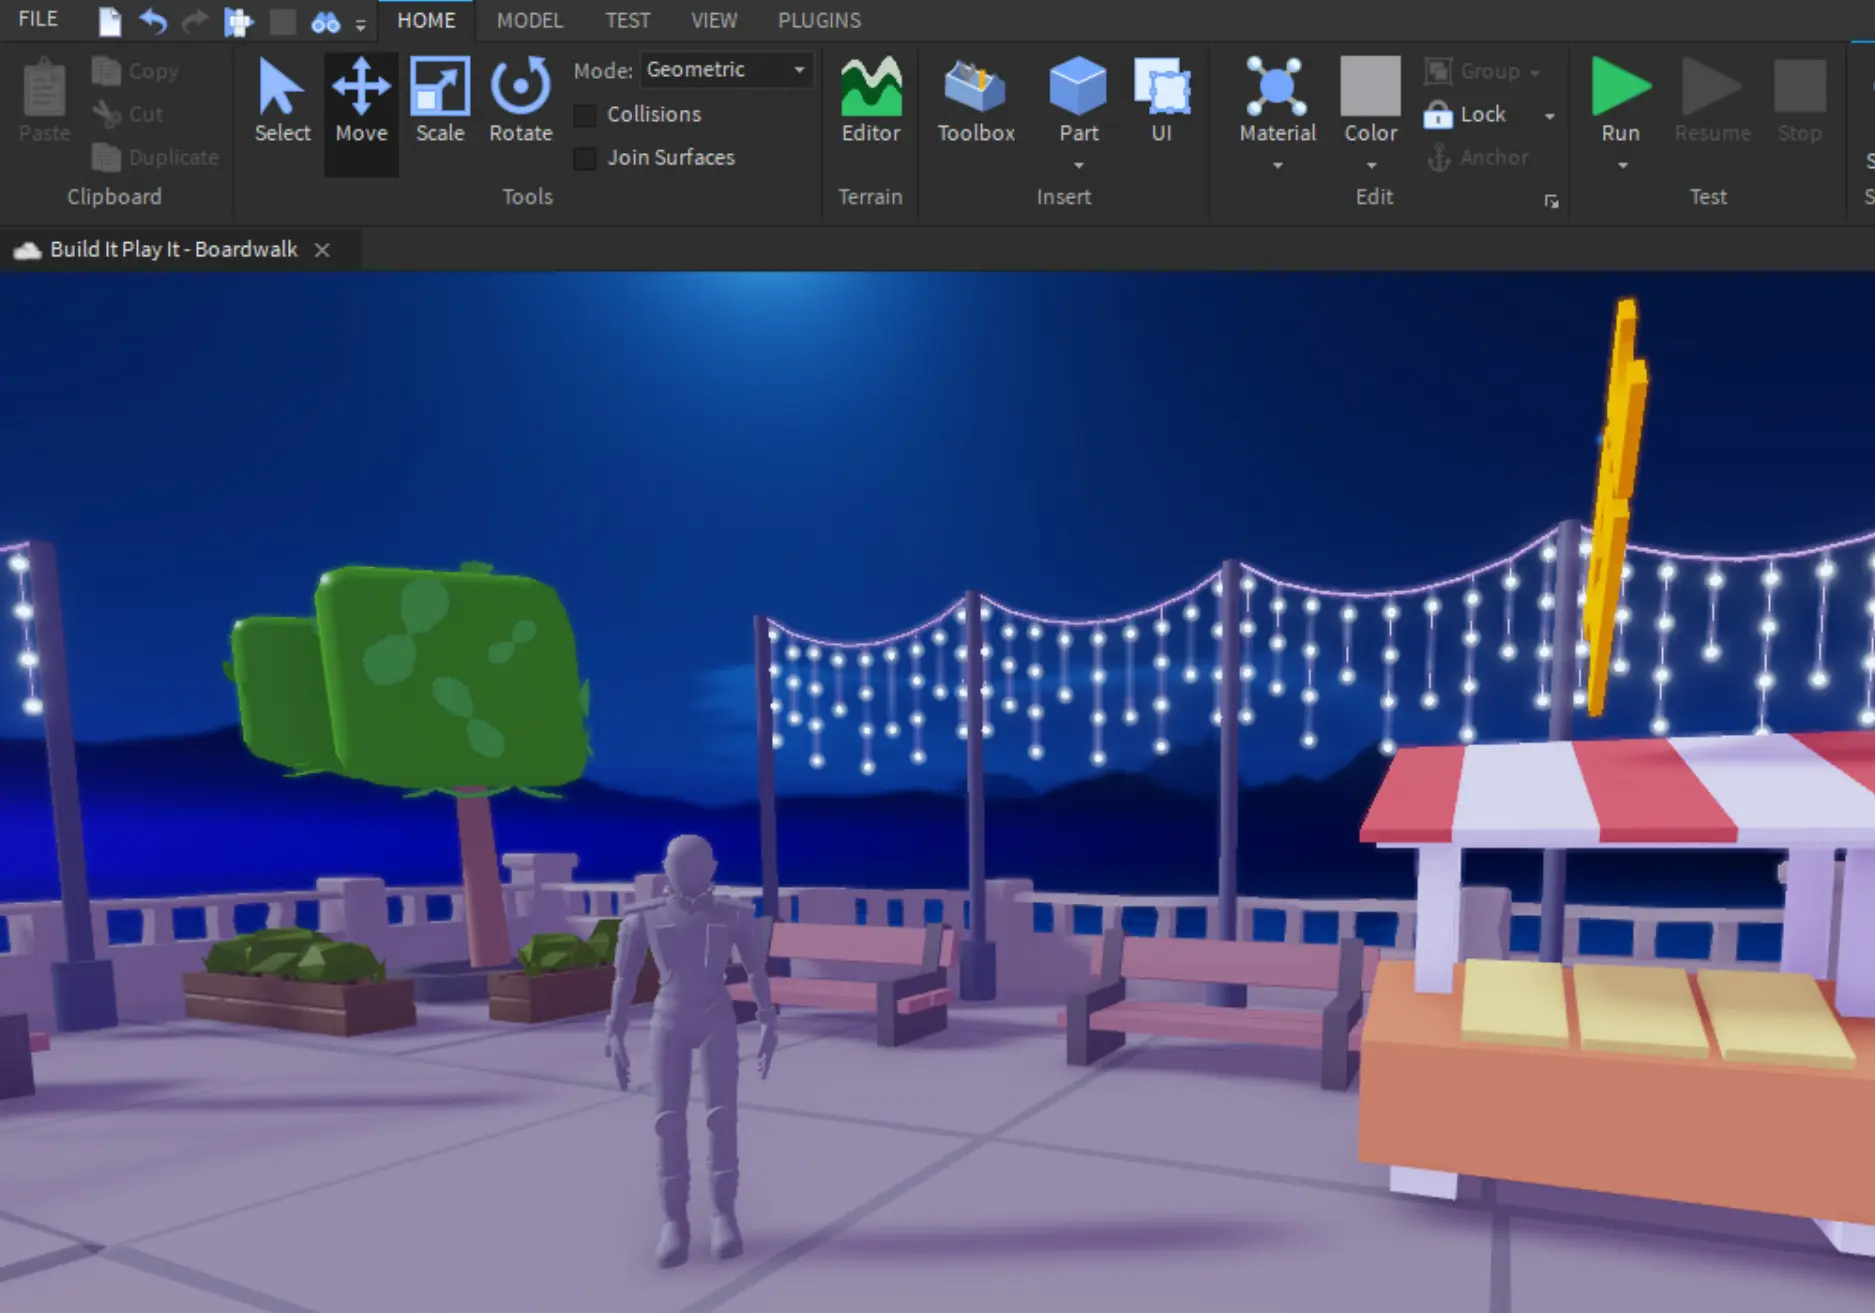 FILE HOME MODEL TEST VIEW PLUGINS
Paste
Copy
Cut
Duplicate
Clipboard
Select Move Scale Rotate
Mode: Geometric
Collisions
Join Surfaces
Tools
Editor
Terrain
Toolbox Part UI
Insert
Material Color
Group
Lock
Anchor
Edit
Run Resume Stop
Test
Build It Play It - Boardwalk